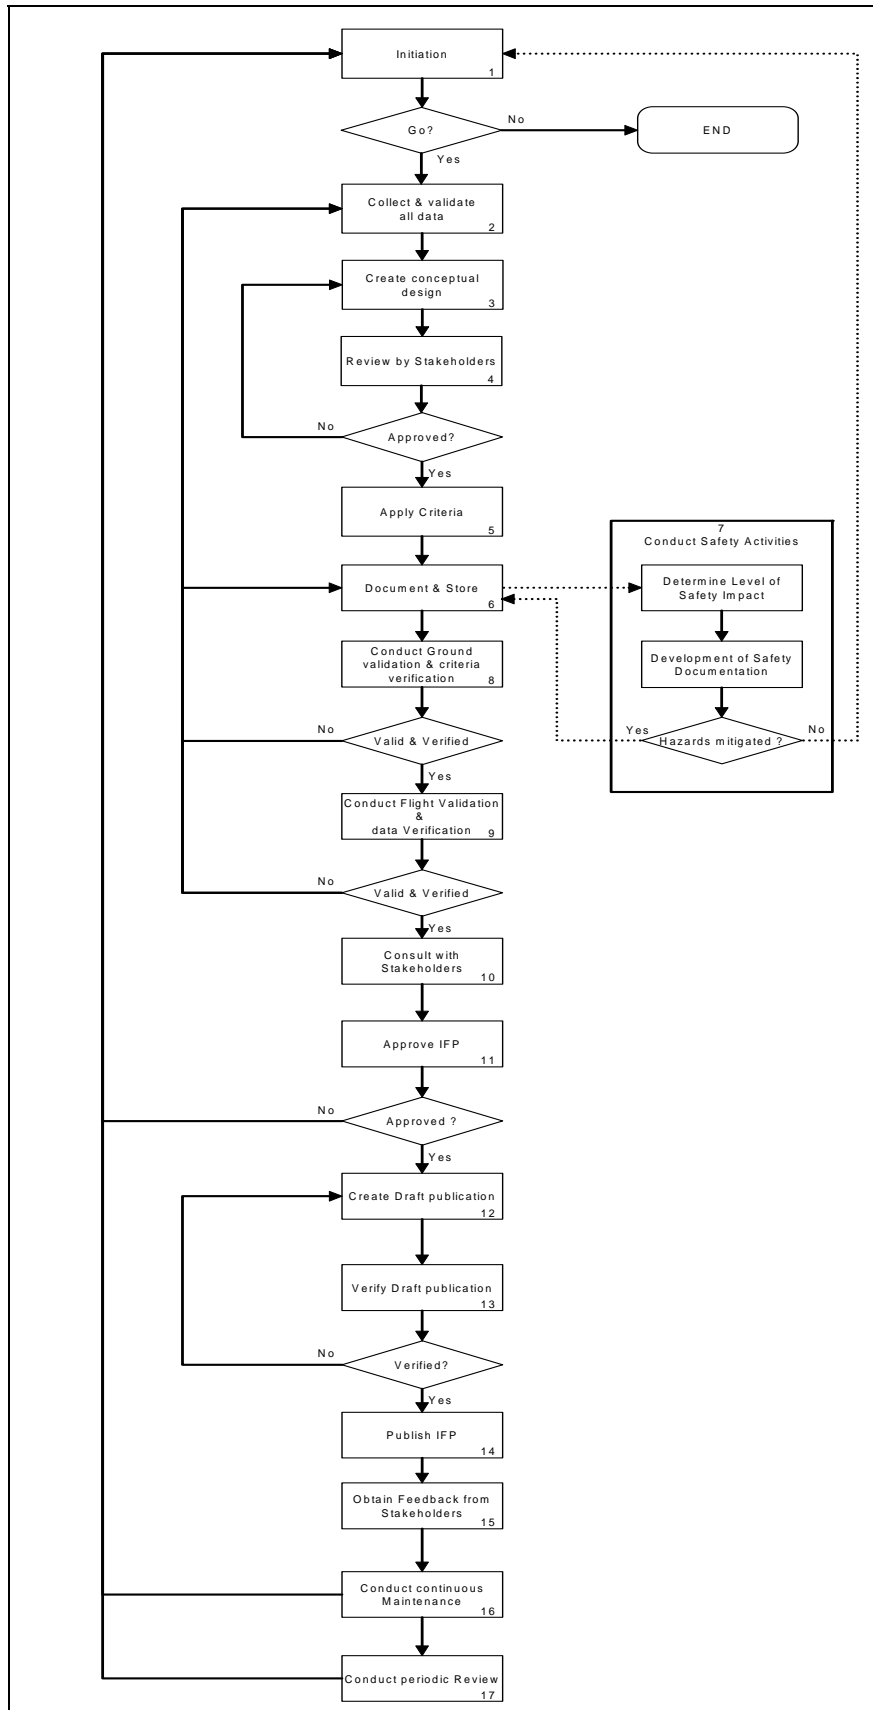 Initiation
1
Go?
No
END
Yes
Collect & validate
all data
2
Create conceptual
design
3
Review by Stakeholders
4
No
Approved?
Yes
Apply Criteria
5
7
Conduct Safety Activities
Document & Store
6
Determine Level of
Safety Impact
Conduct Ground
validation & criteria
verification
8
Development of Safety
Documentation
No
Valid & Verified
Yes
Yes
Hazards mitigated ?
No
Conduct Flight Validation
&
data Verification
9
No
Valid & Verified
Yes
Consult with
Stakeholders
10
Approve IFP
11
No
Approved ?
Yes
Create Draft publication
12
Verify Draft publication
13
No
Verified?
Yes
Publish IFP
14
Obtain Feedback from
Stakeholders
15
Conduct continuous
Maintenance
16
Conduct periodic Review
17